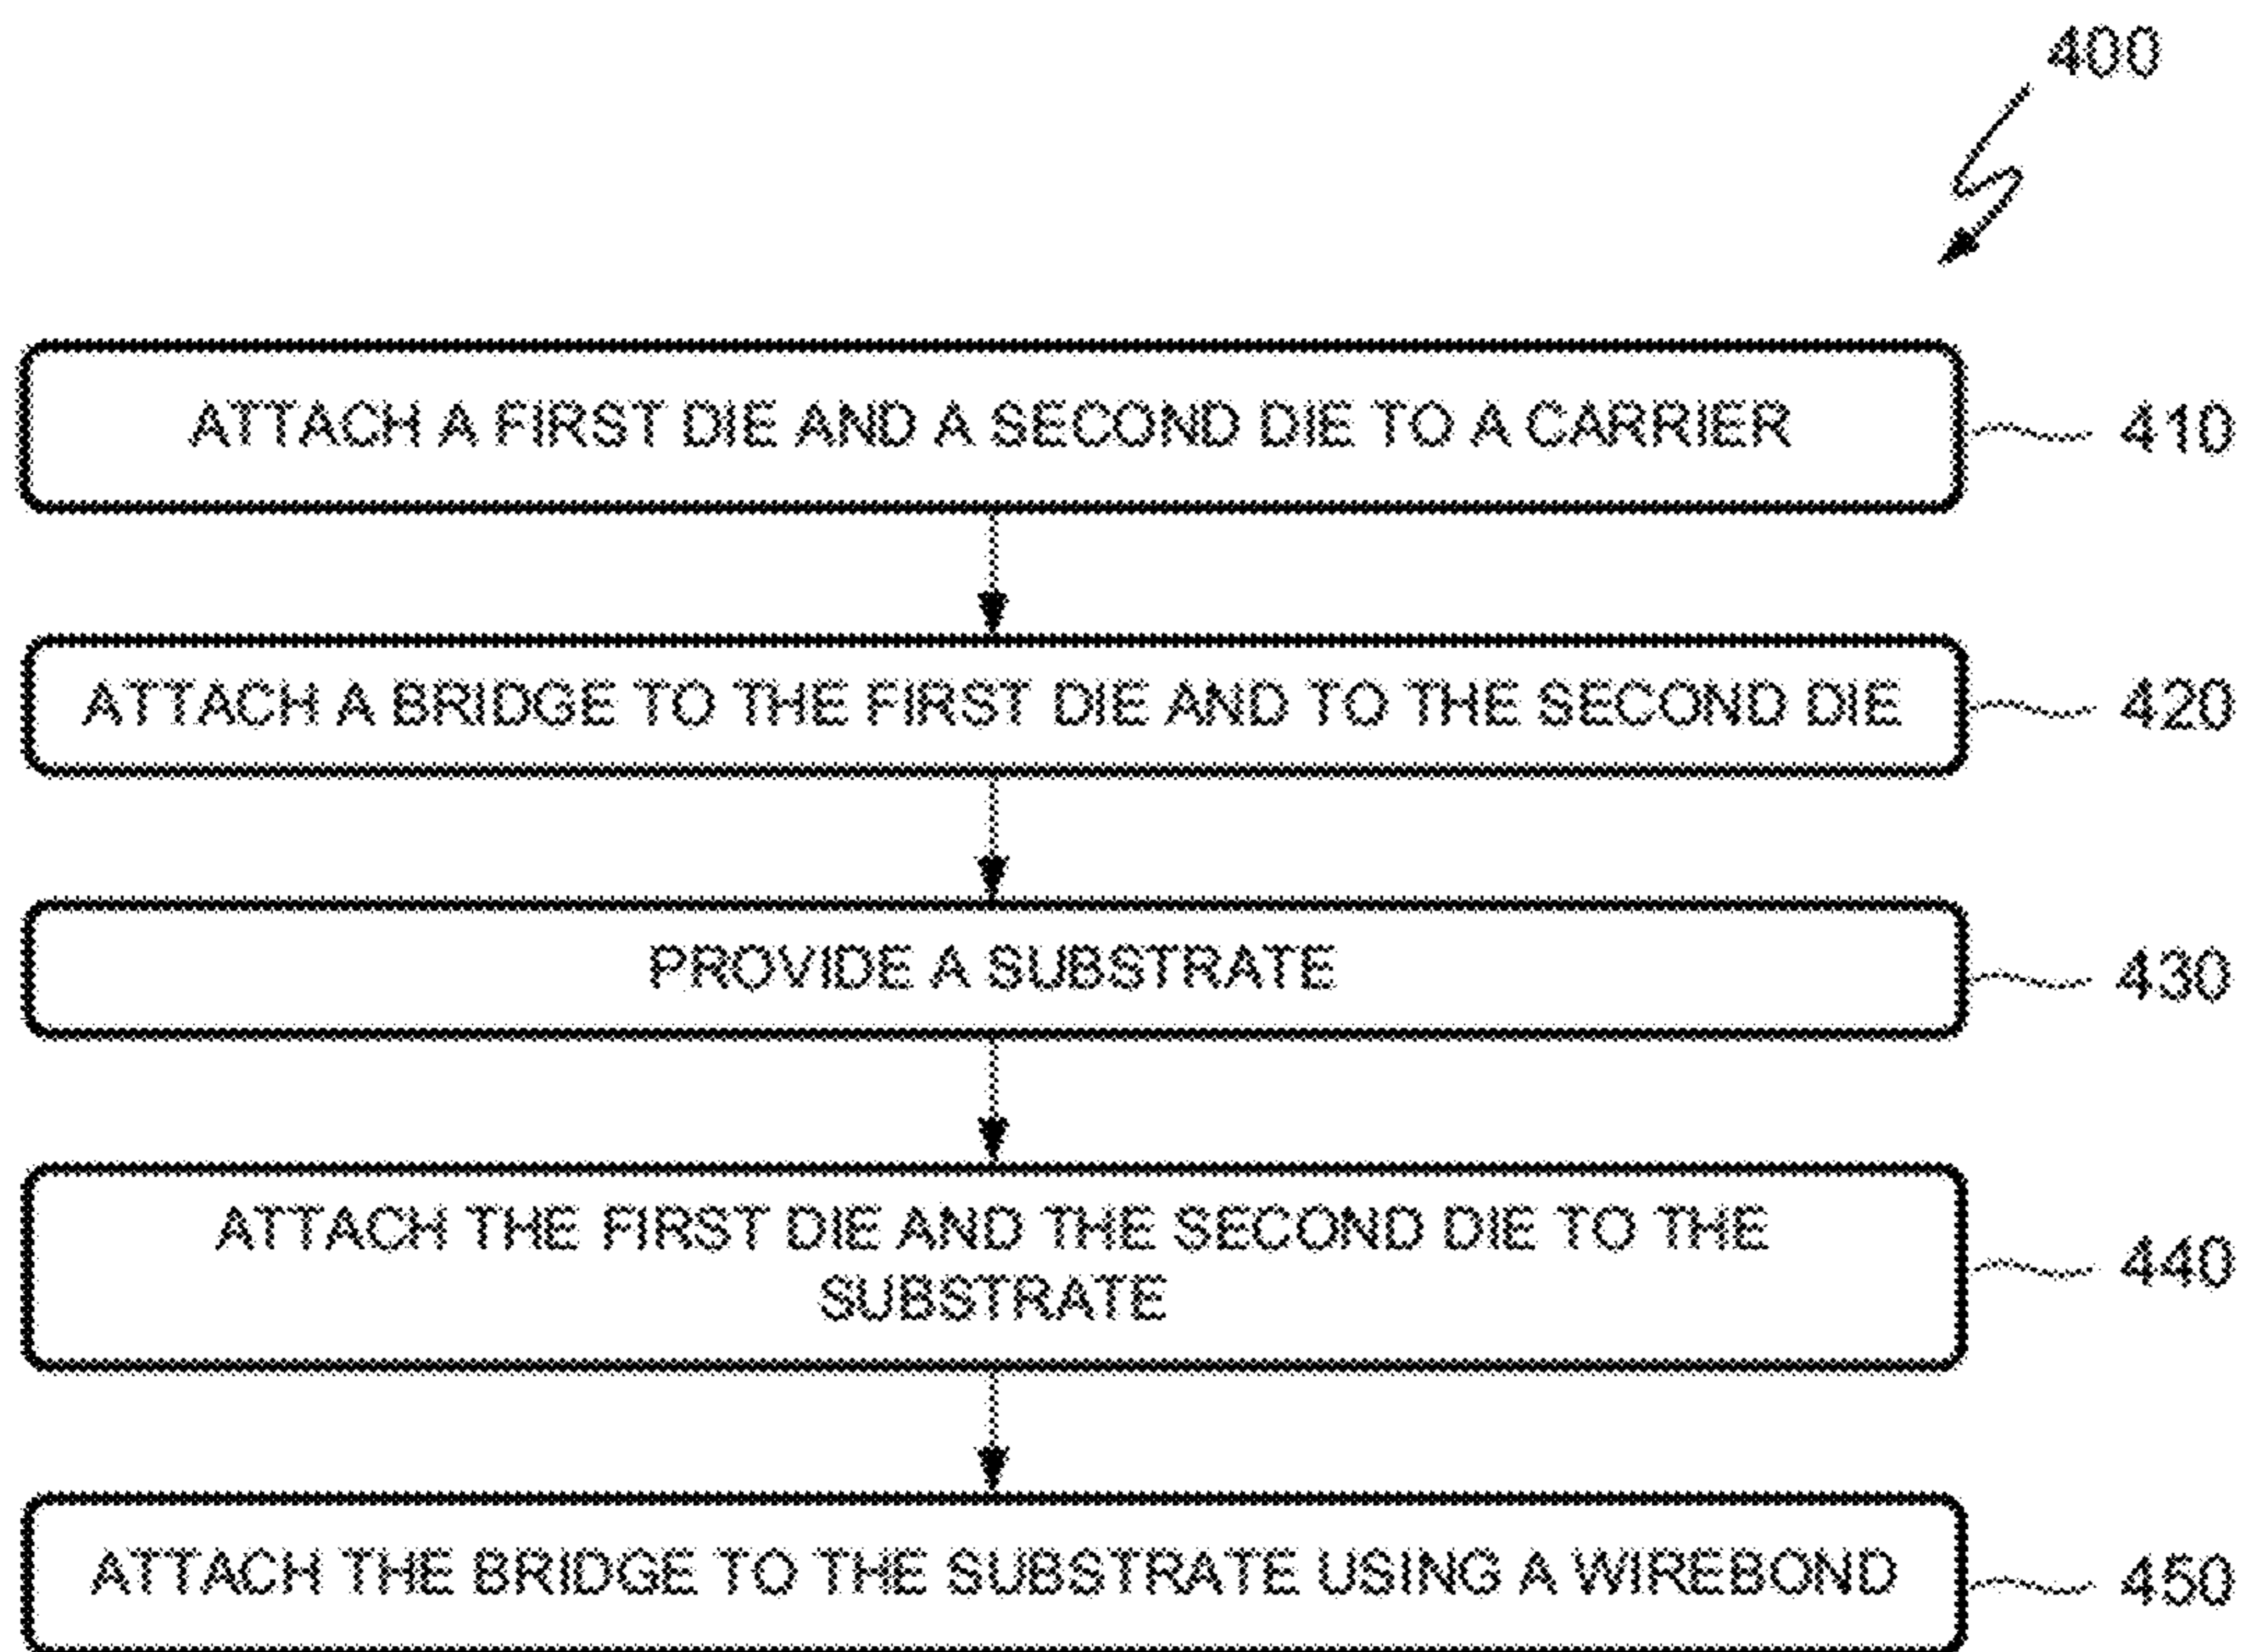 400
ATTACH A FIRST DIE AND A SECOND DIE TO A CARRIER
410
ATTACH A BRIDGE TO THE FIRST DIE AND TO THE SECOND DIE
420
PROVIDE A SUBSTRATE
430
ATTACH THE FIRST DIE AND THE SECOND DIE TO THE
SUBSTRATE
440
ATTACH THE BRIDGE TO THE SUBSTRATE USING A WIREBOND
450